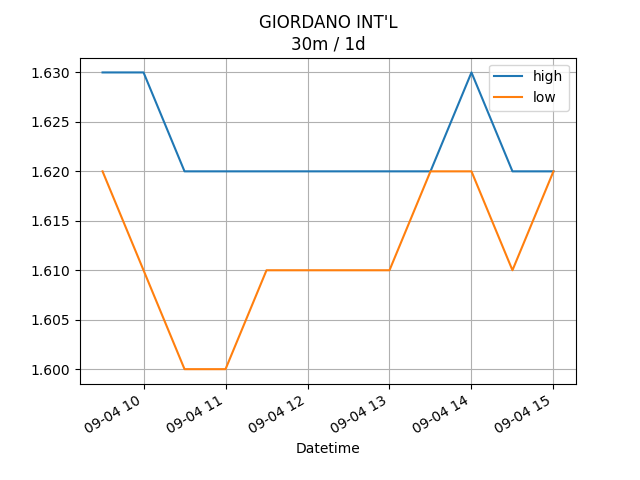 GIORDANO INT'L
30m / 1d
high
low
1.630
1.625
1.620
1.615
1.610
1.605
1.600
09-04 10
09-04 11
09-04 12
09-04 13
09-04 14
09-04 15
Datetime